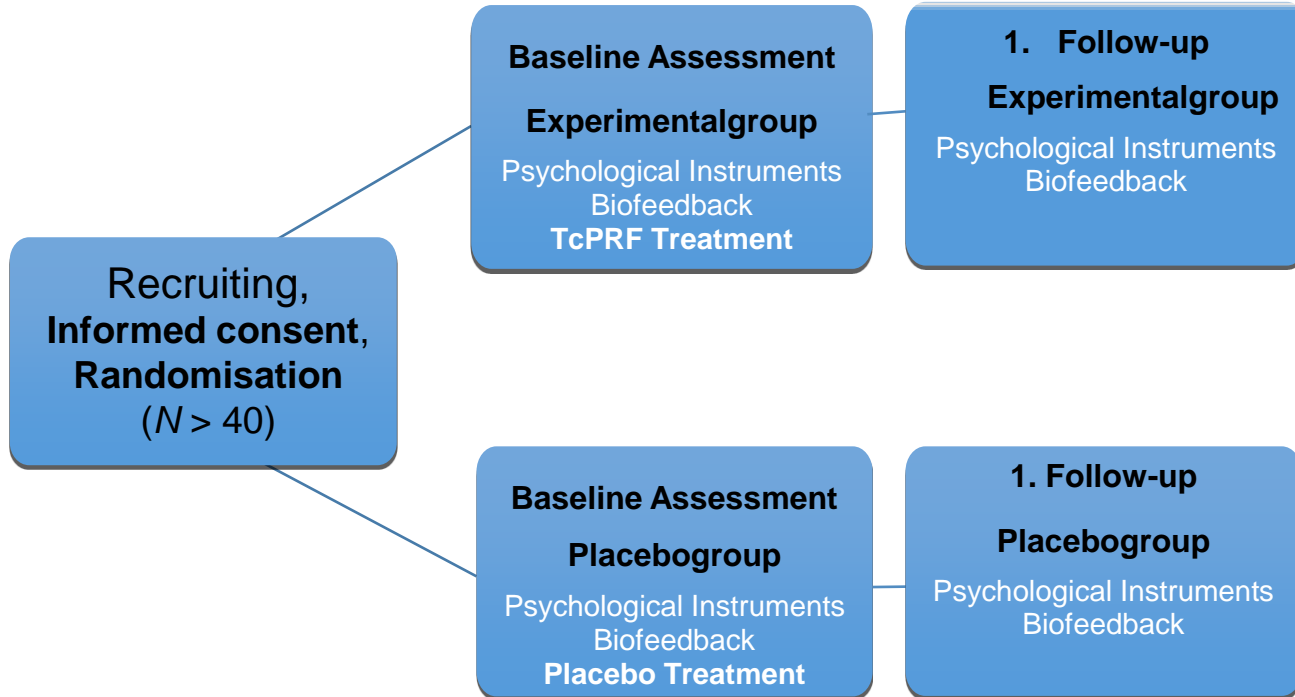 Baseline Assessment
Experimentalgroup
Psychological Instruments
Biofeedback
TcPRF Treatment
1. Follow-up
Experimentalgroup
Psychological Instruments
Biofeedback
Recruiting,
Informed consent,
Randomisation
(N > 40)
Baseline Assessment
Placebogroup
Psychological Instruments
Biofeedback
Placebo Treatment
1. Follow-up
Placebogroup
Psychological Instruments
Biofeedback